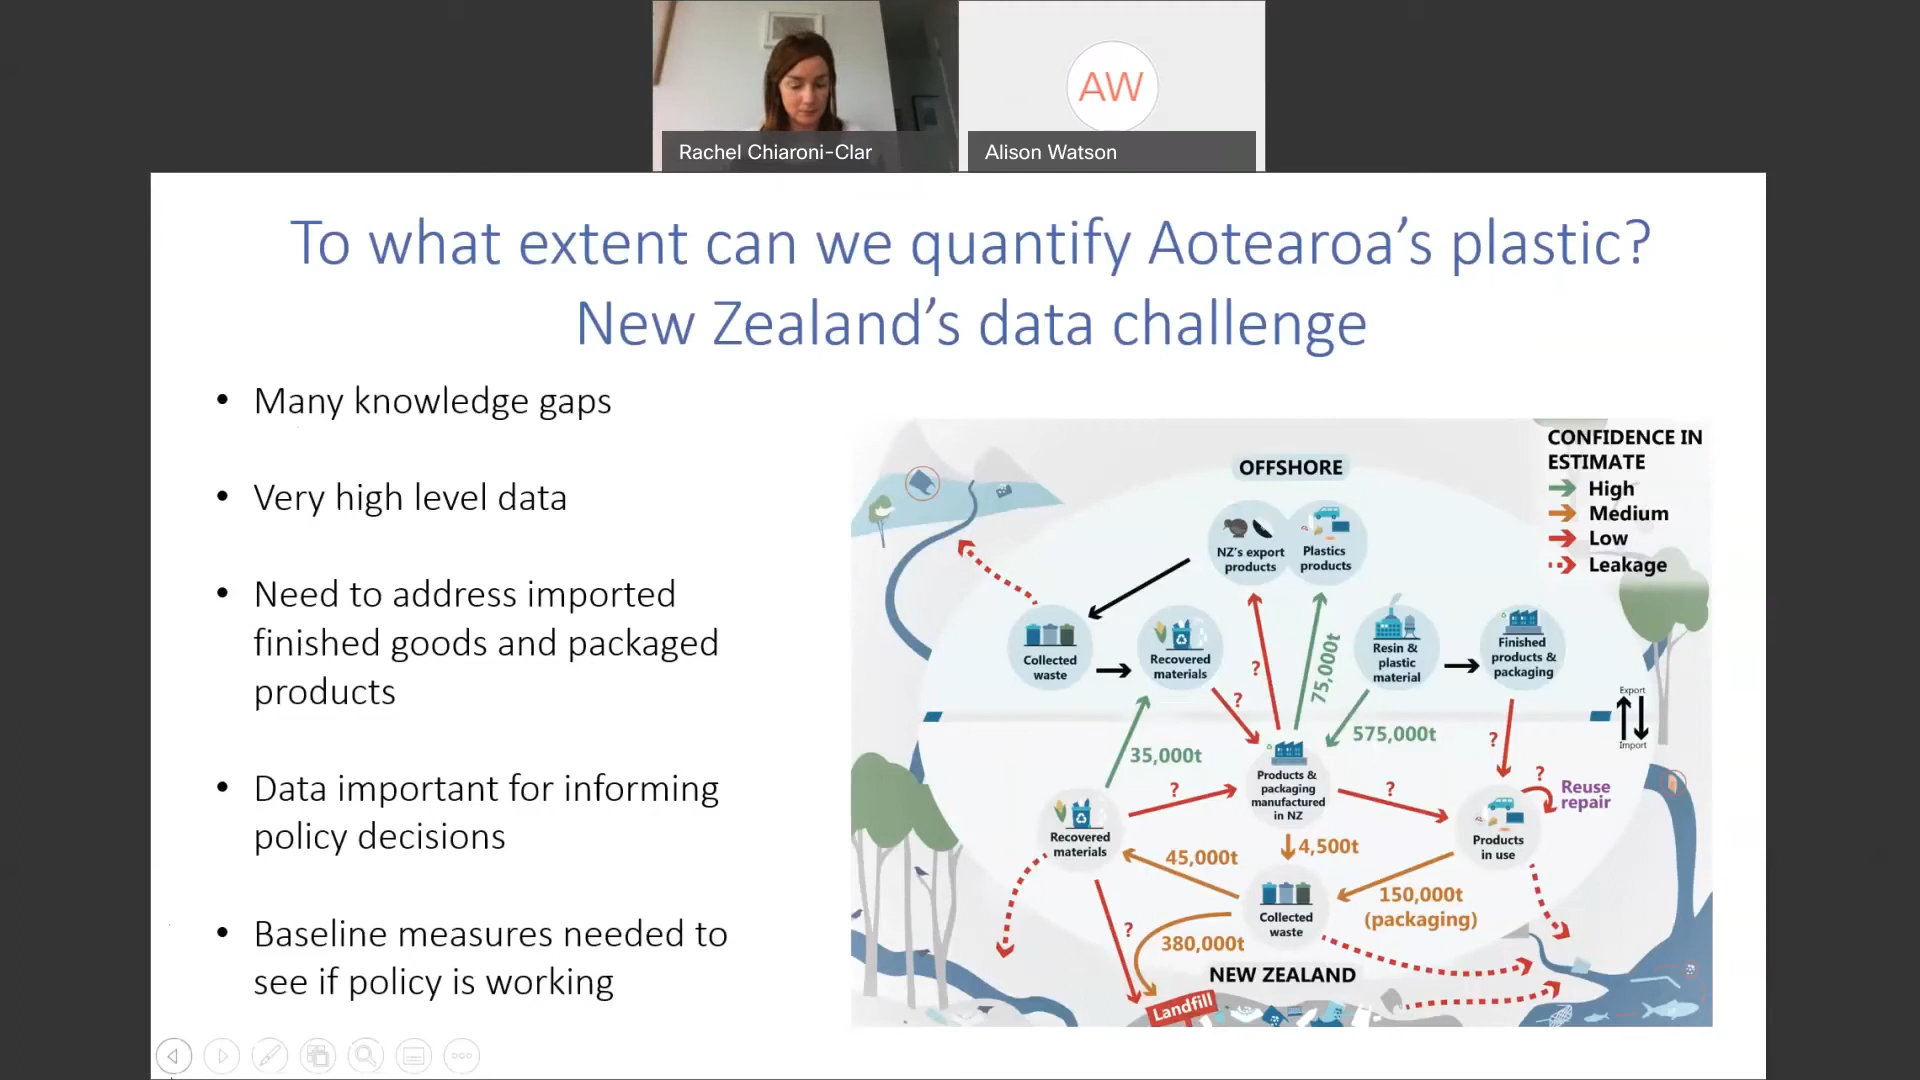 AW
Rachel Chiaroni-Clar
Alison Watson
To what extent can we quantify Aotearoa’s plastic?
New Zealand’s data challenge
• Many knowledge gaps
• Very high level data
• Need to address imported
finished goods and packaged
products
• Data important for informing
policy decisions
• Baseline measures needed to
see if policy is working
CONFIDENCE IN
ESTIMATE
High
Medium
Low
Leakage
OFFSHORE
NZ's export
products
Plastics
products
Collected
waste
Recovered
materials
Resin &
plastic
material
Finished
products &
packaging
?
?
75,000t
575,000t
?
Export
Import
35,000t
?
Products &
packaging
manufactured
in NZ
?
?
Reuse
repair
Recovered
materials
Products
in use
45,000t
4,500t
150,000t
(packaging)
Collected
waste
?
380,000t
NEW ZEALAND
Landfill